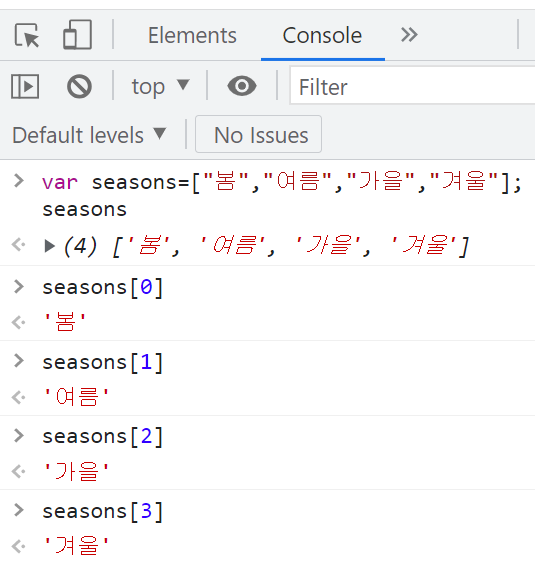 Elements Console
top Filter
Default levels No Issues
var seasons=["봄","여름","가을","겨울"];
seasons
(4) ['봄', '여름', '가을', '겨울']
seasons[0]
'봄'
seasons[1]
'여름'
seasons[2]
'가을'
seasons[3]
'겨울'